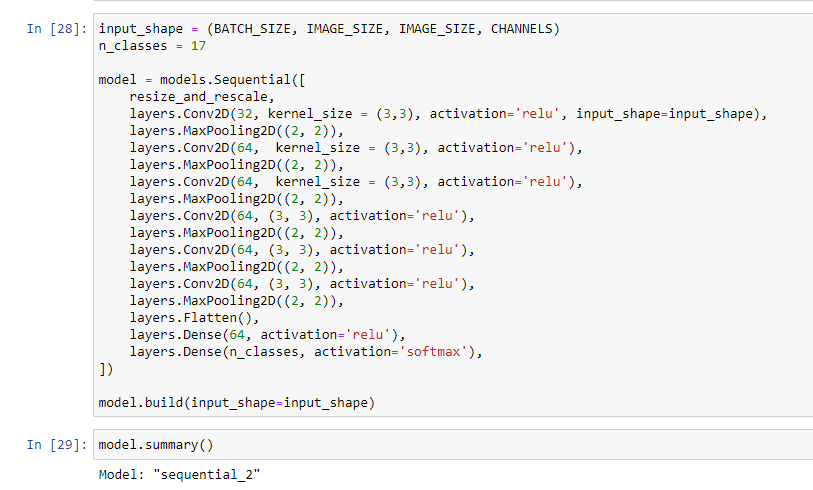 In [28]: input_shape = (BATCH_SIZE, IMAGE_SIZE, IMAGE_SIZE, CHANNELS)
n_classes = 17

model = models.Sequential([
    resize_and_rescale,
    layers.Conv2D(32, kernel_size = (3,3), activation='relu', input_shape=input_shape),
    layers.MaxPooling2D((2, 2)),
    layers.Conv2D(64,  kernel_size = (3,3), activation='relu'),
    layers.MaxPooling2D((2, 2)),
    layers.Conv2D(64,  kernel_size = (3,3), activation='relu'),
    layers.MaxPooling2D((2, 2)),
    layers.Conv2D(64, (3, 3), activation='relu'),
    layers.MaxPooling2D((2, 2)),
    layers.Conv2D(64, (3, 3), activation='relu'),
    layers.MaxPooling2D((2, 2)),
    layers.Conv2D(64, (3, 3), activation='relu'),
    layers.MaxPooling2D((2, 2)),
    layers.Flatten(),
    layers.Dense(64, activation='relu'),
    layers.Dense(n_classes, activation='softmax'),
])

model.build(input_shape=input_shape)
In [29]: model.summary()
Model: "sequential_2"